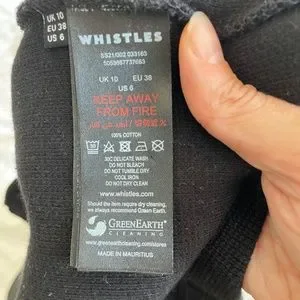 UK 10
EU 38
US 6
WHISTLES
SS21/002 033163
5059867737683
UK 10 EU 38
US 6
KEEP AWAY
FROM FIRE
100% COTTON
30C DELICATE WASH
DO NOT BLEACH
DO NOT TUMBLE DRY
COOL IRON
DO NOT DRY CLEAN
www.whistles.com
Should the item require dry cleaning,
we always recommend Green Earth.
GREENEARTH
CLEANING
www.greenearthcleaning.com/stores
MADE IN MAURITIUS